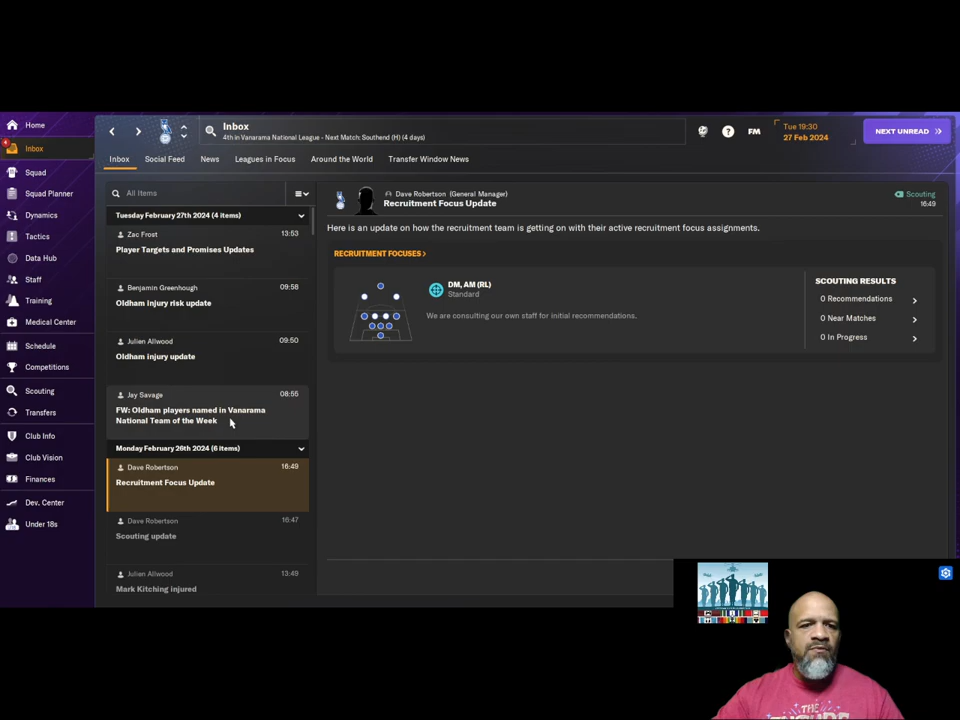 Home
Inbox
Squad
Squad Planner
Dynamics
Tactics
Data Hub
Staff
Training
Medical Center
Schedule
Competitions
Scouting
Transfers
Club Info
Club Vision
Finances
Dev. Center
Under 18s
Inbox
4th in Vanarama National League - Next Match: Southend (H) (4 days)
FM
Tue 19:30
27 Feb 2024
NEXT UNREAD
Inbox
Social Feed
News
Leagues in Focus
Around the World
Transfer Window News
All Items
Tuesday February 27th 2024 (4 items)
Zac Frost 13:53
Player Targets and Promises Updates
Benjamin Greenhough 09:58
Oldham injury risk update
Julien Allwood 09:50
Oldham injury update
Jay Savage 08:55
FW: Oldham players named in Vanarama
National Team of the Week
Monday February 26th 2024 (6 items)
Dave Robertson 16:49
Recruitment Focus Update
Dave Robertson 16:47
Scouting update
Julien Allwood 13:49
Mark Kitching injured
Dave Robertson (General Manager)
Recruitment Focus Update
Scouting
16:49
Here is an update on how the recruitment team is getting on with their active recruitment focus assignments.
RECRUITMENT FOCUSES >
DM, AM (RL)
Standard
We are consulting our own staff for initial recommendations.
SCOUTING RESULTS
0 Recommendations
0 Near Matches
0 In Progress
THE